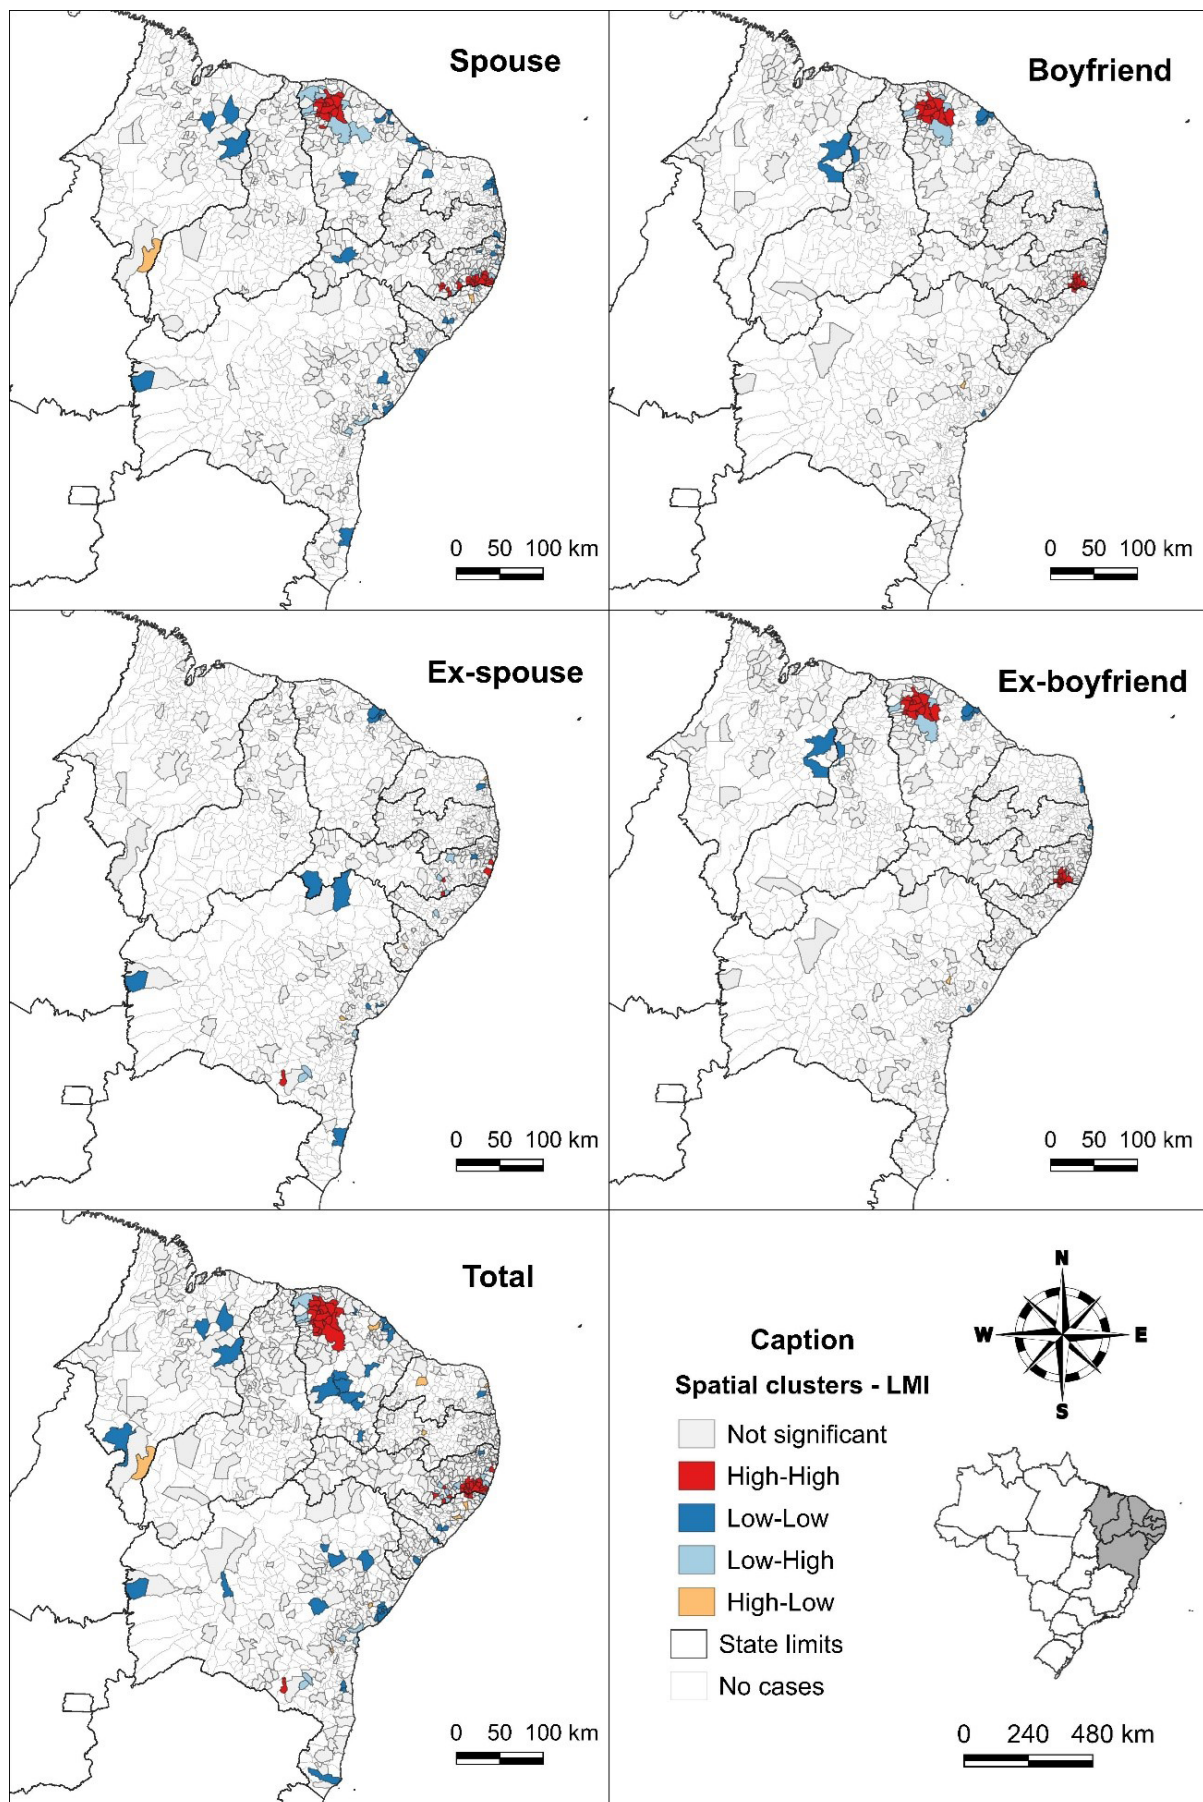 Spouse
0 50 100 km
Boyfriend
0 50 100 km
Ex-spouse
0 50 100 km
Ex-boyfriend
0 50 100 km
Total
0 50 100 km
N
W E
S
Caption
Spatial clusters - LMI
Not significant
High-High
Low-Low
Low-High
High-Low
State limits
No cases
0 240 480 km